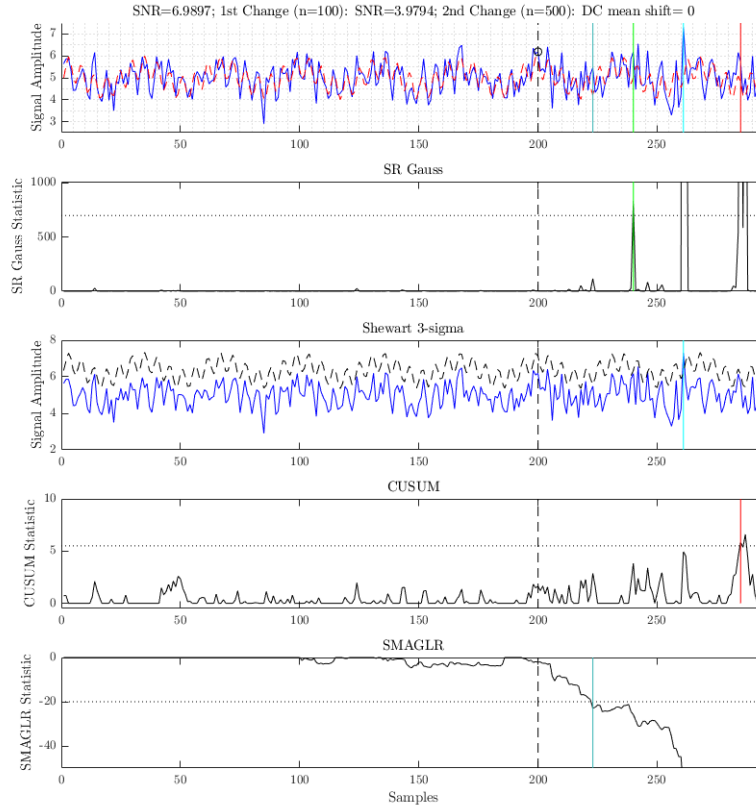 SNR=6.9897; 1st Change (n=100): SNR=3.9794; 2nd Change (n=500): DC mean shift= 0
Signal Amplitude
7
6
5
4
3
0 50 100 150 200 250
SR Gauss
SR Gauss Statistic
1000
500
0
0 50 100 150 200 250
Shewart 3-sigma
Signal Amplitude
8
6
4
2
0 50 100 150 200 250
CUSUM
CUSUM Statistic
10
5
0
0 50 100 150 200 250
SMAGLR
SMAGLR Statistic
0
-20
-40
0 50 100 150 200 250
Samples